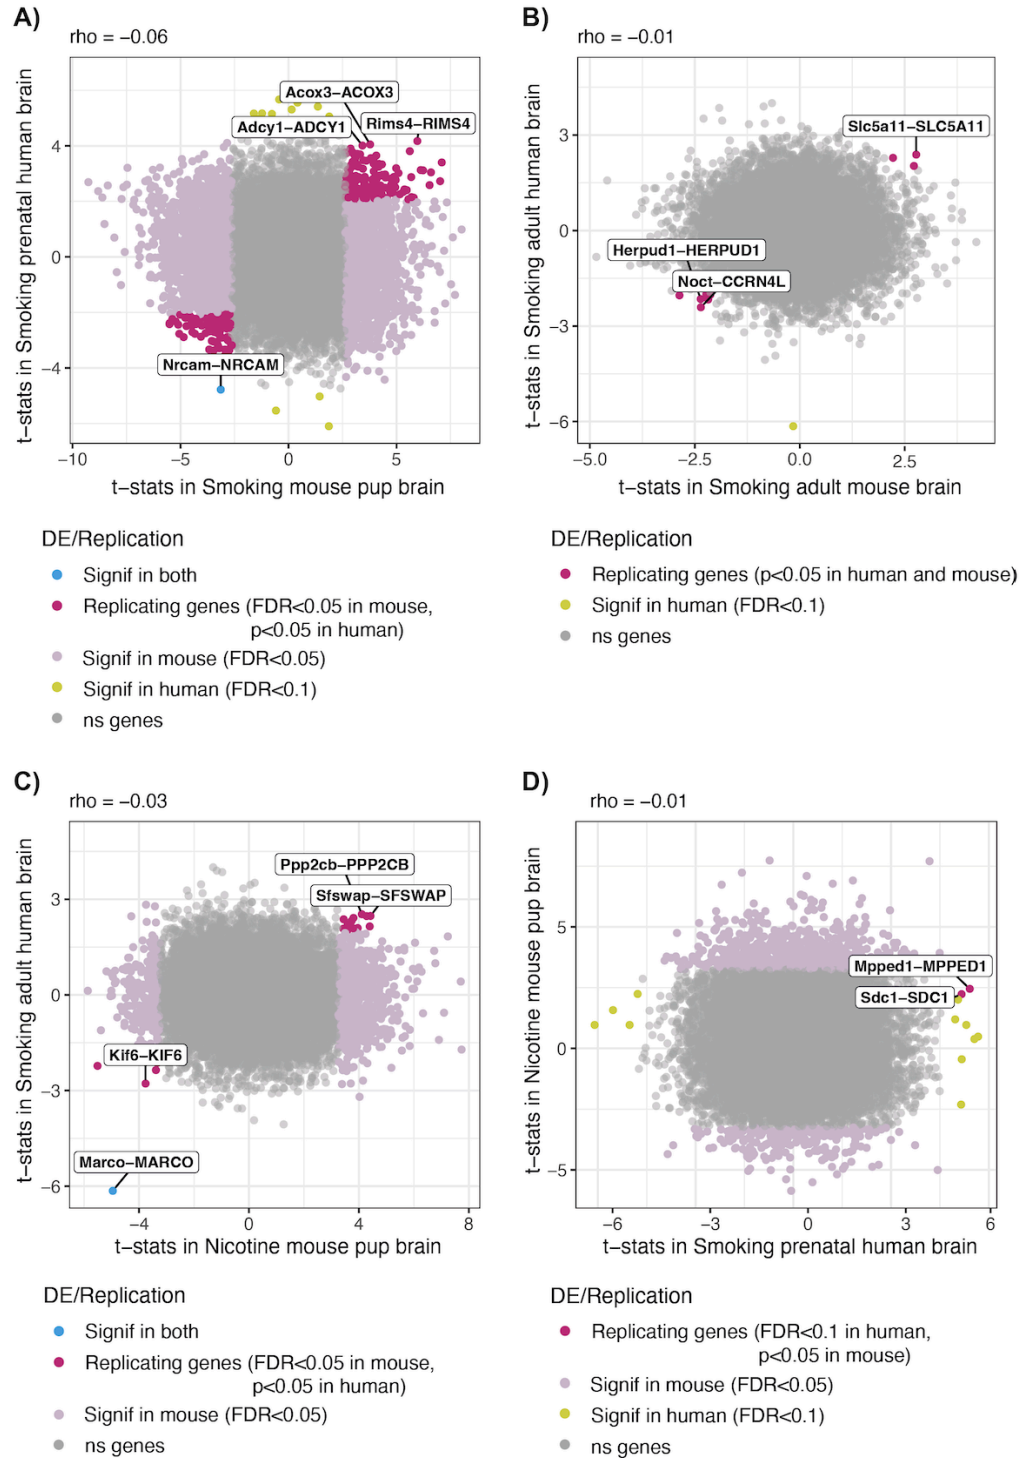 A)
rho = −0.06
t−stats in Smoking prenatal human brain
4
0
−4
Acox3−ACOX3
Adcy1−ADCY1
Rims4−RIMS4
Nrcam−NRCAM
−10 −5 0 5
t−stats in Smoking mouse pup brain
DE/Replication
Signif in both
Replicating genes (FDR<0.05 in mouse,
p<0.05 in human)
Signif in mouse (FDR<0.05)
Signif in human (FDR<0.1)
ns genes
B)
rho = −0.01
t−stats in Smoking adult human brain
3
0
−3
−6
Slc5a11−SLC5A11
Herpud1−HERPUD1
Noct−CCRN4L
−5.0 −2.5 0.0 2.5
t−stats in Smoking adult mouse brain
DE/Replication
Replicating genes (p<0.05 in human and mouse)
Signif in human (FDR<0.1)
ns genes
C)
rho = −0.03
t−stats in Smoking adult human brain
3
0
−3
−6
Ppp2cb−PPP2CB
Sfswap−SFSWAP
Kif6−KIF6
Marco−MARCO
−4 0 4 8
t−stats in Nicotine mouse pup brain
DE/Replication
Signif in both
Replicating genes (FDR<0.05 in mouse,
p<0.05 in human)
Signif in mouse (FDR<0.05)
ns genes
D)
rho = −0.01
t−stats in Nicotine mouse pup brain
5
0
−5
Mpped1−MPPED1
Sdc1−SDC1
−6 −3 0 3 6
t−stats in Smoking prenatal human brain
DE/Replication
Replicating genes (FDR<0.1 in human,
p<0.05 in mouse)
Signif in mouse (FDR<0.05)
Signif in human (FDR<0.1)
ns genes